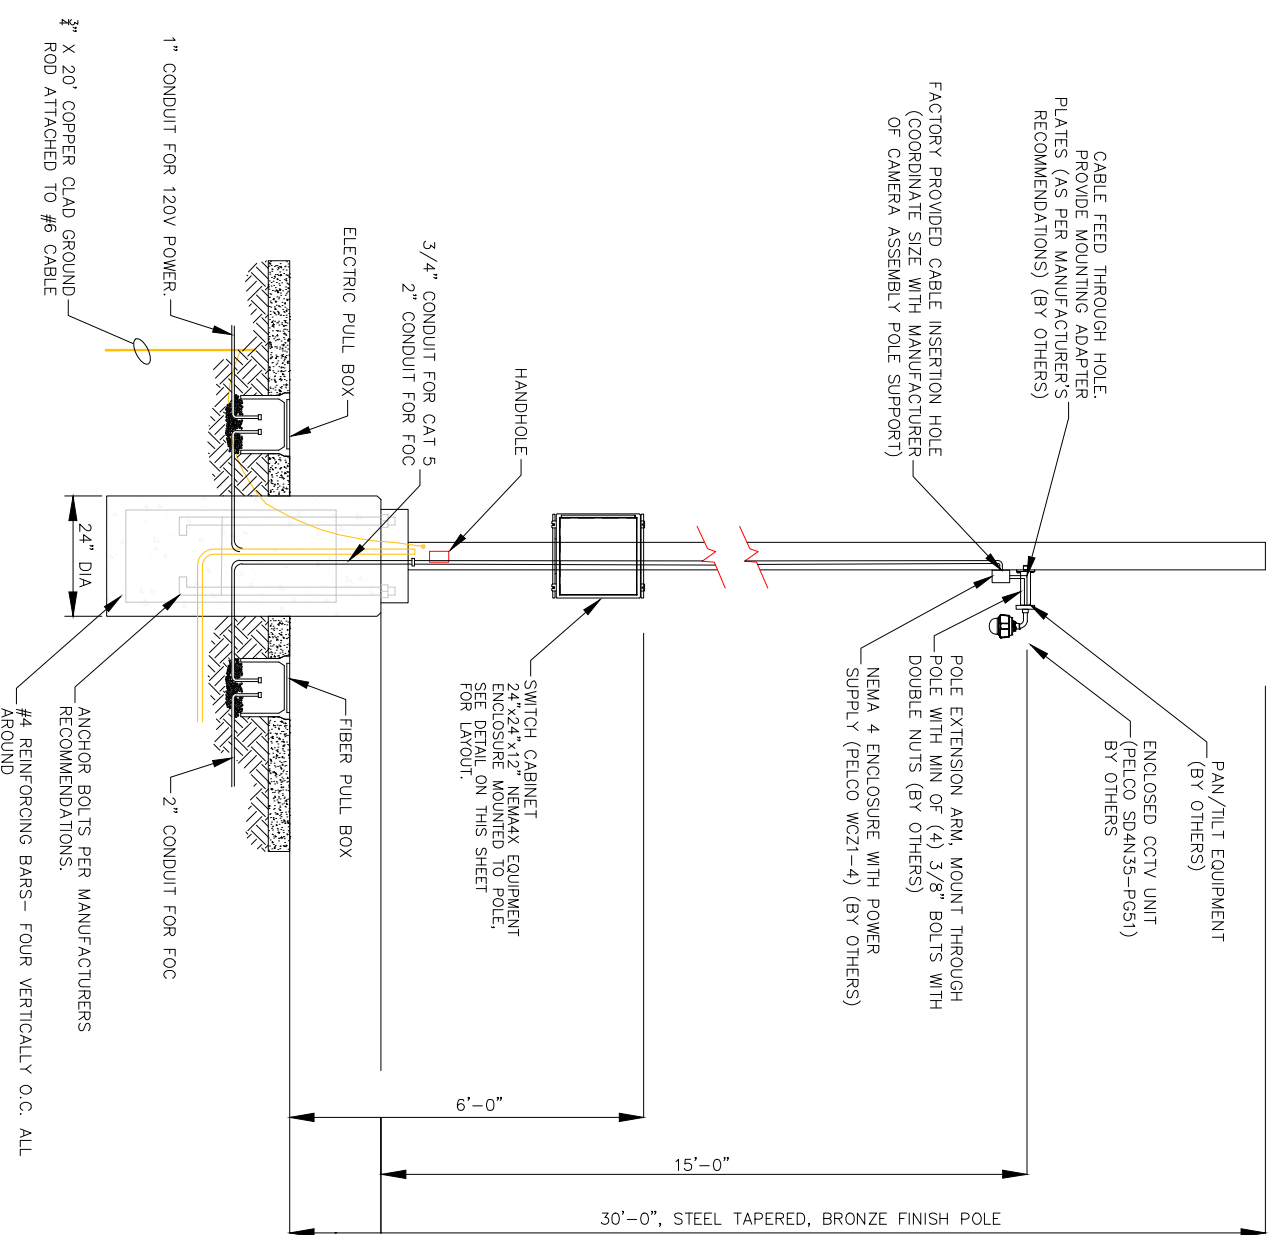 CABLE FEED THROUGH HOLE.
PROVIDE MOUNTING ADAPTER
PLATES (AS PER MANUFACTURER'S
RECOMMENDATIONS) (BY OTHERS)
FACTORY PROVIDED CABLE INSERTION HOLE
(COORDINATE SIZE WITH MANUFACTURER
OF CAMERA ASSEMBLY POLE SUPPORT)
HANDHOLE
3/4" CONDUIT FOR CAT 5
2" CONDUIT FOR FOC
ELECTRIC PULL BOX
1" CONDUIT FOR 120V POWER.
3/4" X 20' COPPER CLAD GROUND
ROD ATTACHED TO #6 CABLE
24" DIA
PAN/TILT EQUIPMENT
(BY OTHERS)
ENCLOSED CCTV UNIT
(PELCO SD4N35-PG51)
BY OTHERS
POLE EXTENSION ARM, MOUNT THROUGH
POLE WITH MIN OF (4) 3/8" BOLTS WITH
DOUBLE NUTS (BY OTHERS)
NEMA 4 ENCLOSURE WITH POWER
SUPPLY (PELCO WCZ1-4) (BY OTHERS)
SWITCH CABINET
24"x24"x12" NEMA4X EQUIPMENT
ENCLOSURE MOUNTED TO POLE,
SEE DETAIL ON THIS SHEET
FOR LAYOUT.
FIBER PULL BOX
2" CONDUIT FOR FOC
ANCHOR BOLTS PER MANUFACTURERS
RECOMMENDATIONS.
#4 REINFORCING BARS- FOUR VERTICALLY O.C. ALL
AROUND
6'-0"
15'-0"
30'-0", STEEL TAPERED, BRONZE FINISH POLE